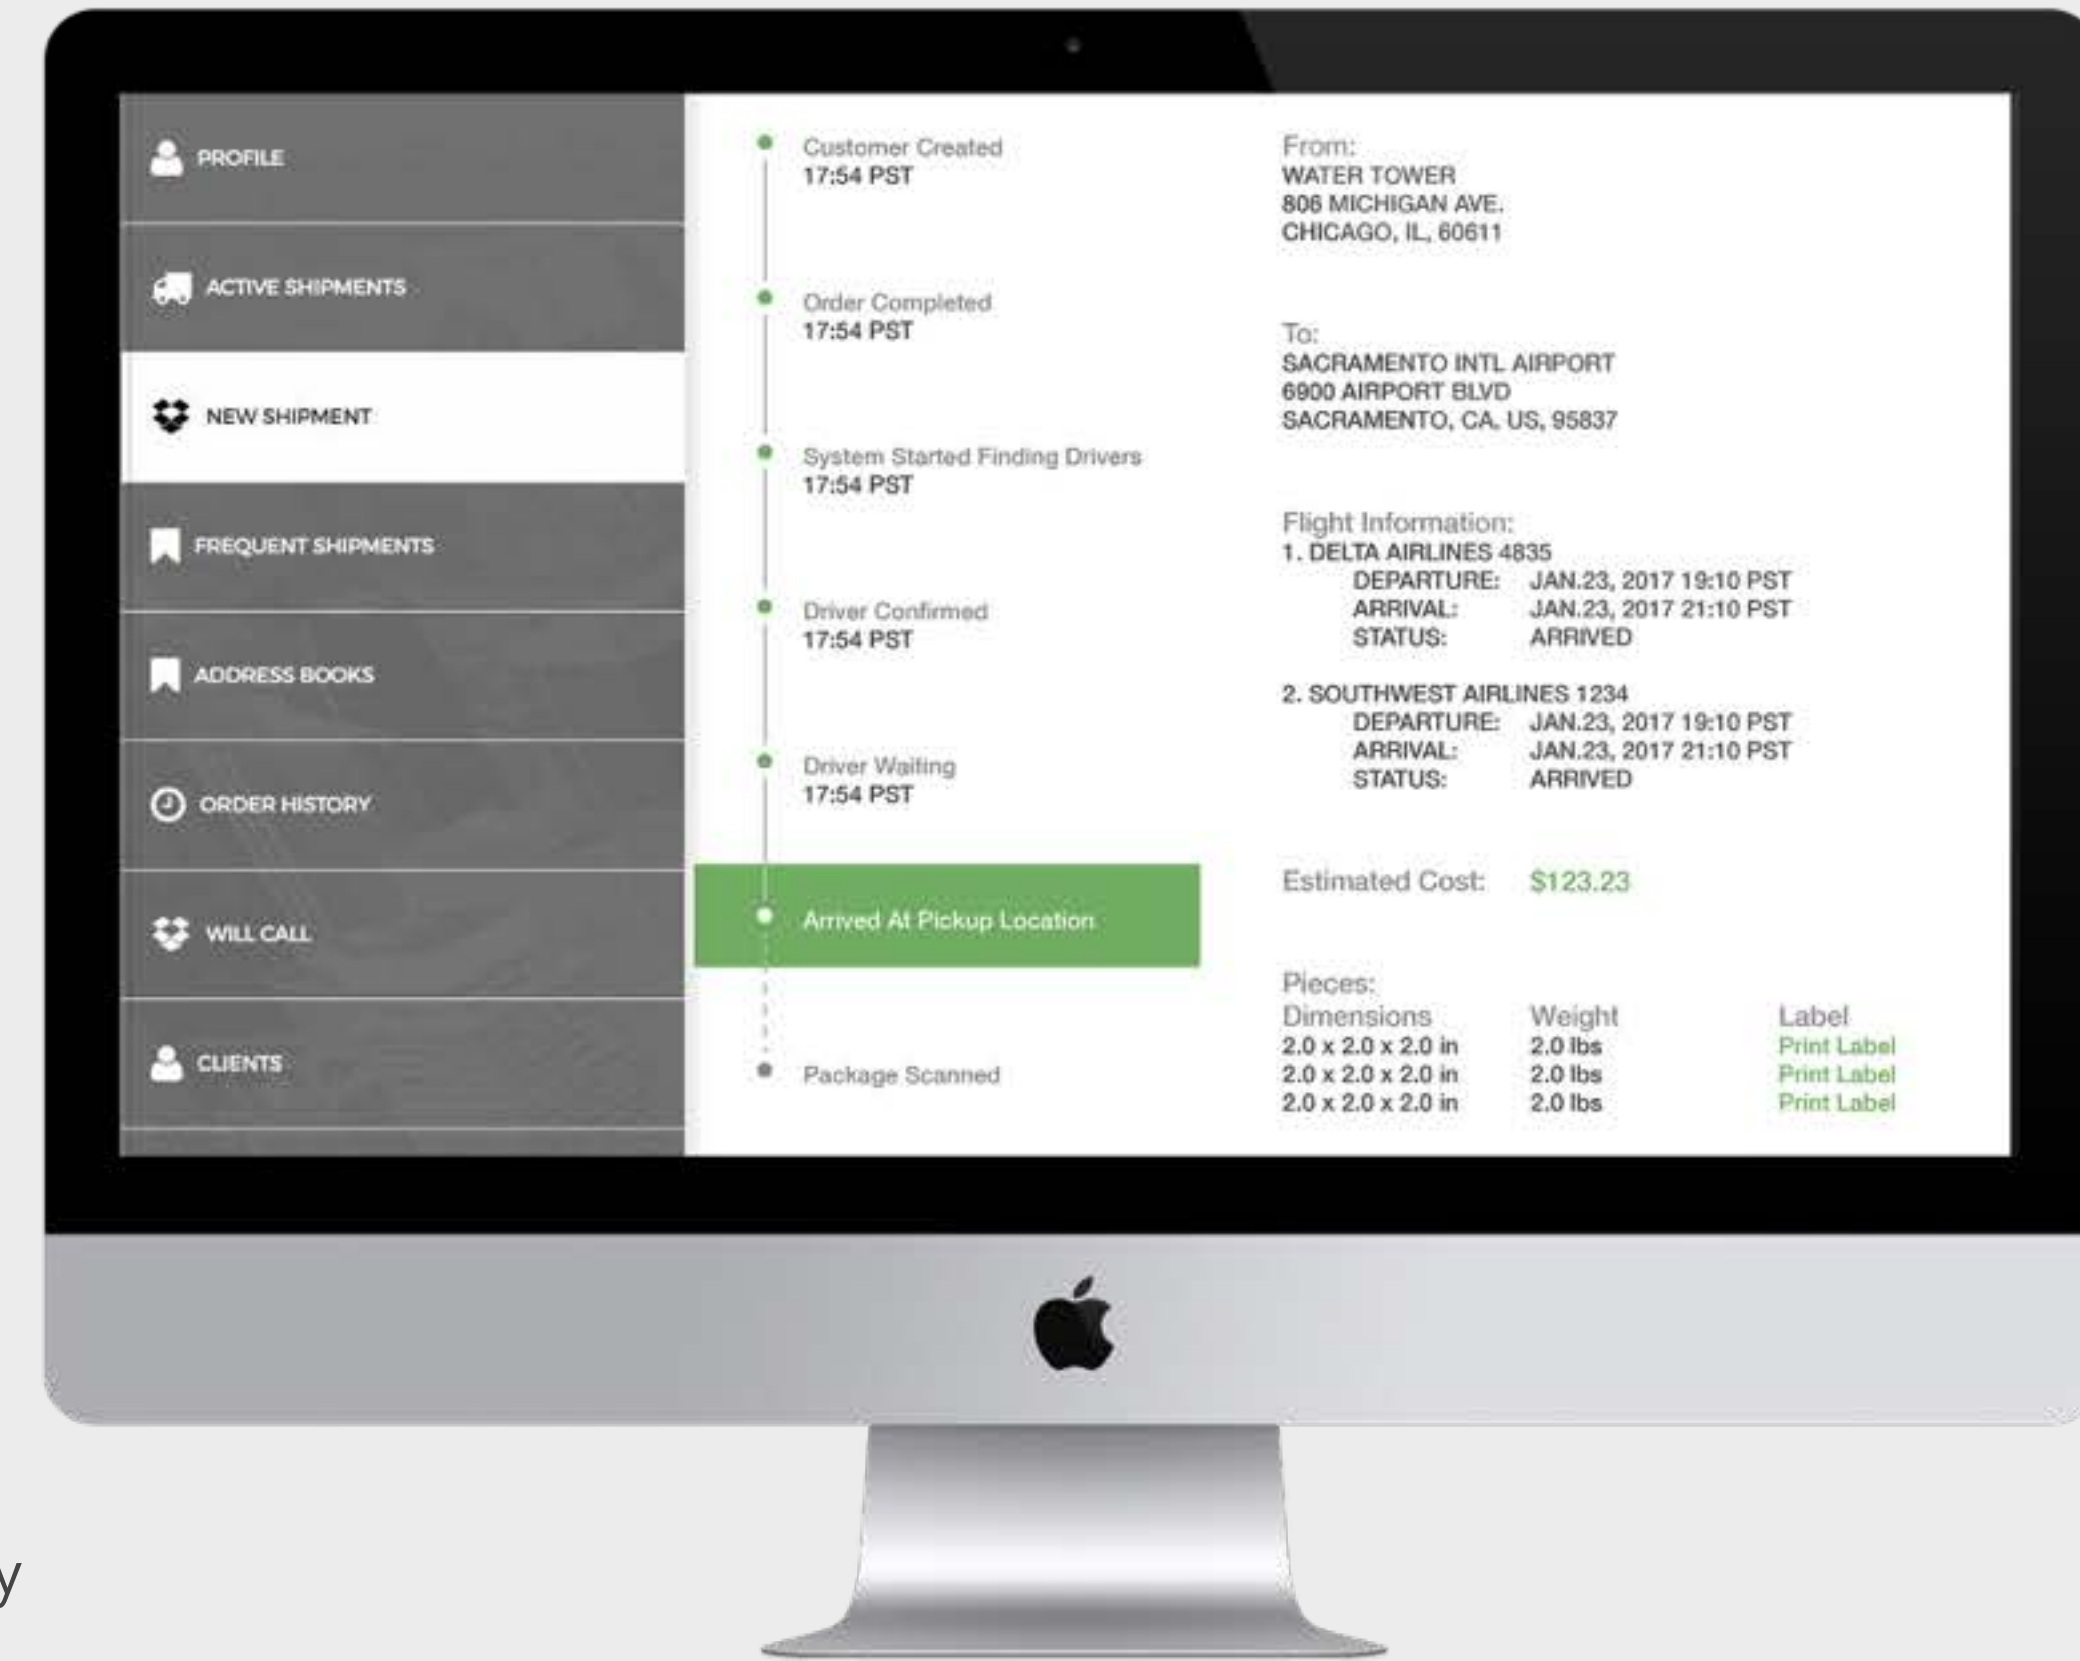 PROFILE
ACTIVE SHIPMENTS
NEW SHIPMENT
FREQUENT SHIPMENTS
ADDRESS BOOKS
ORDER HISTORY
WILL CALL
CLIENTS
Customer Created
17:54 PST
Order Completed
17:54 PST
System Started Finding Drivers
17:54 PST
Driver Confirmed
17:54 PST
Driver Waiting
17:54 PST
Arrived At Pickup Location
Package Scanned
From:
WATER TOWER
806 MICHIGAN AVE.
CHICAGO, IL, 60611
To:
SACRAMENTO INTL AIRPORT
6900 AIRPORT BLVD
SACRAMENTO, CA, US, 95837
Flight Information:
1. DELTA AIRLINES 4835
DEPARTURE: JAN.23, 2017 19:10 PST
ARRIVAL: JAN.23, 2017 21:10 PST
STATUS: ARRIVED
2. SOUTHWEST AIRLINES 1234
DEPARTURE: JAN.23, 2017 19:10 PST
ARRIVAL: JAN.23, 2017 21:10 PST
STATUS: ARRIVED
Estimated Cost: $123.23
Pieces:
Dimensions Weight Label
2.0 x 2.0 x 2.0 in 2.0 lbs Print Label
2.0 x 2.0 x 2.0 in 2.0 lbs Print Label
2.0 x 2.0 x 2.0 in 2.0 lbs Print Label
y